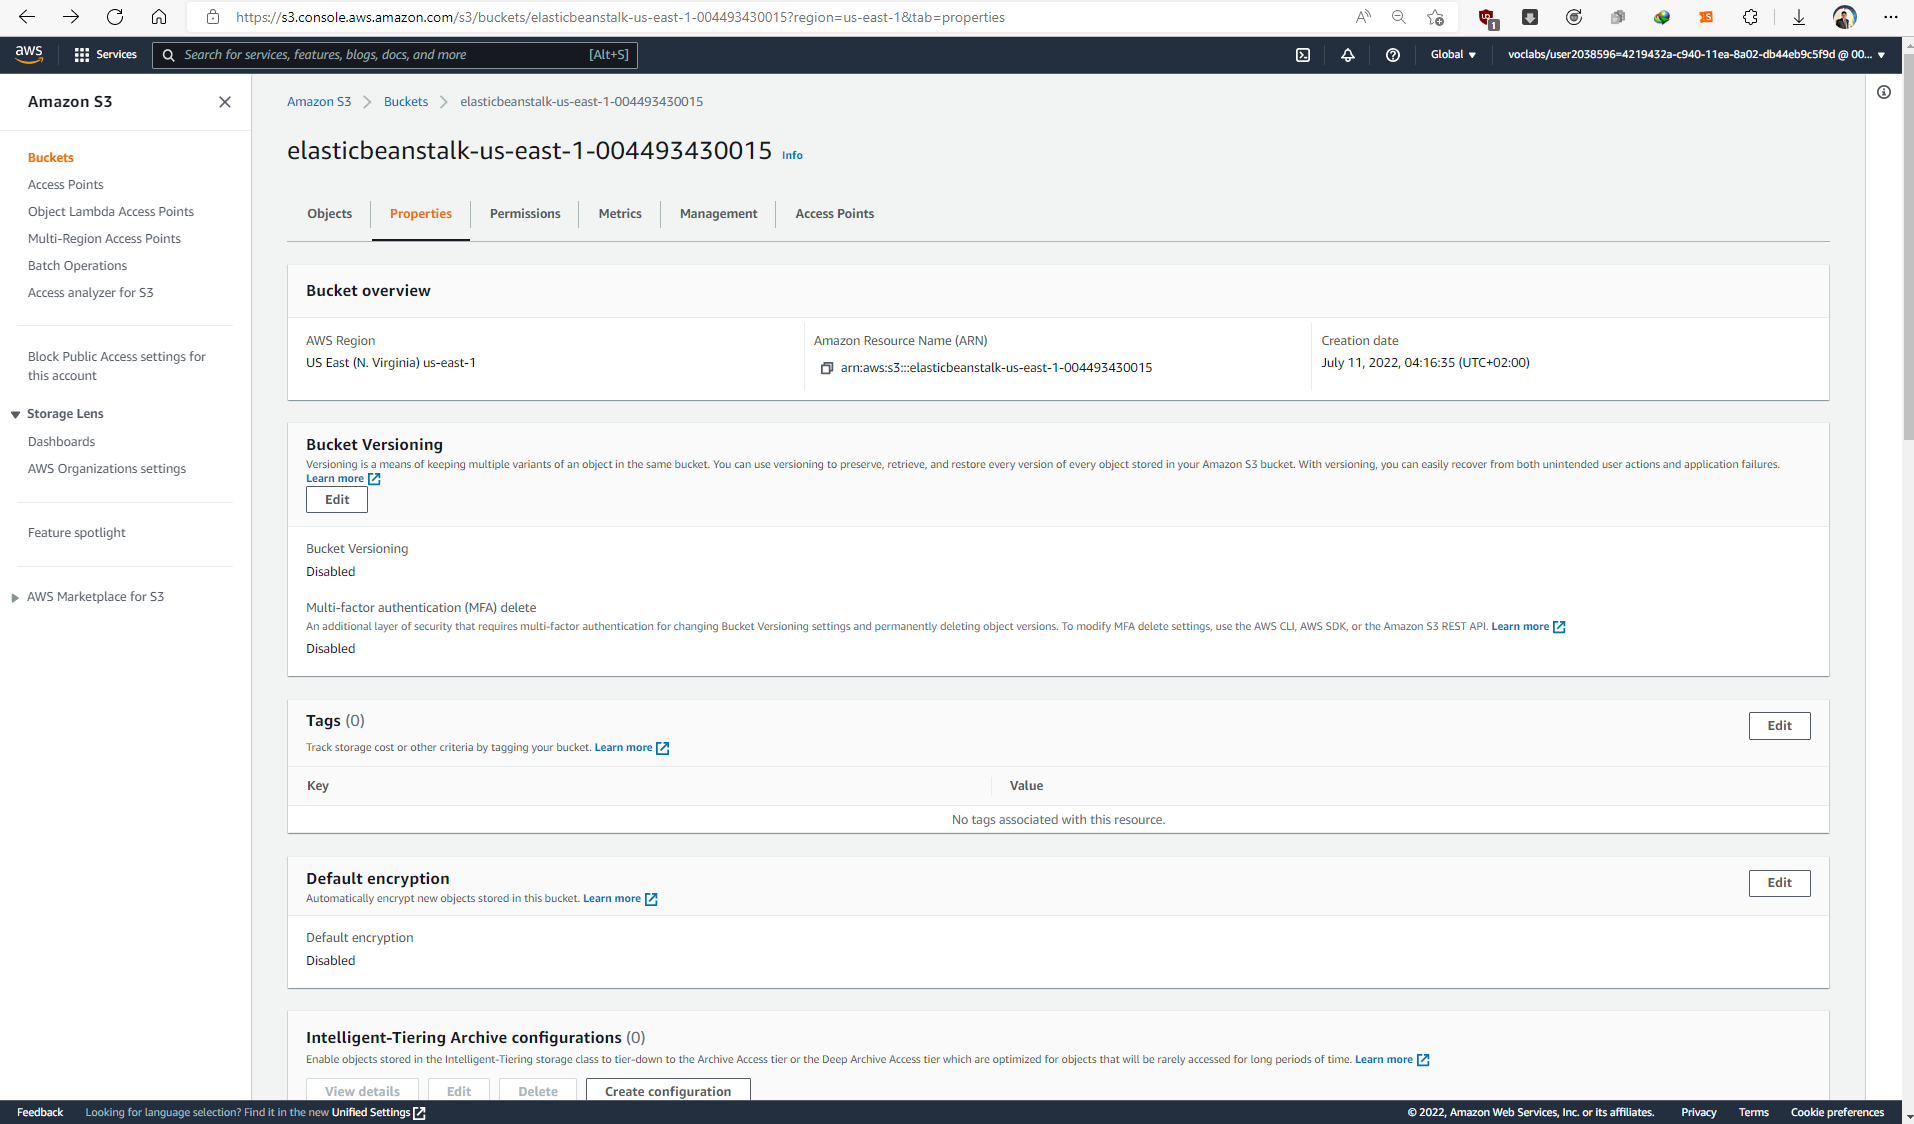 https://s3.console.aws.amazon.com/s3/buckets/elasticbeanstalk-us-east-1-004493430015?region=us-east-1&tab=properties
1
aws
Services
Search for services, features, blogs, docs, and more
[Alt+S]
Global
voclabs/user2038596=4219432a-c940-11ea-8a02-db44eb9c5f9d @ 00...
Amazon S3
Buckets
Access Points
Object Lambda Access Points
Multi-Region Access Points
Batch Operations
Access analyzer for S3
Block Public Access settings for
this account
Storage Lens
Dashboards
AWS Organizations settings
Feature spotlight
AWS Marketplace for S3
Amazon S3
Buckets
elasticbeanstalk-us-east-1-004493430015
elasticbeanstalk-us-east-1-004493430015 Info
Objects
Properties
Permissions
Metrics
Management
Access Points
Bucket overview
AWS Region
US East (N. Virginia) us-east-1
Amazon Resource Name (ARN)
arn:aws:s3:::elasticbeanstalk-us-east-1-004493430015
Creation date
July 11, 2022, 04:16:35 (UTC+02:00)
Bucket Versioning
Versioning is a means of keeping multiple variants of an object in the same bucket. You can use versioning to preserve, retrieve, and restore every version of every object stored in your Amazon S3 bucket. With versioning, you can easily recover from both unintended user actions and application failures.
Learn more
Edit
Bucket Versioning
Disabled
Multi-factor authentication (MFA) delete
An additional layer of security that requires multi-factor authentication for changing Bucket Versioning settings and permanently deleting object versions. To modify MFA delete settings, use the AWS CLI, AWS SDK, or the Amazon S3 REST API. Learn more
Disabled
Tags (0)
Edit
Track storage cost or other criteria by tagging your bucket. Learn more
Key
Value
No tags associated with this resource.
Default encryption
Edit
Automatically encrypt new objects stored in this bucket. Learn more
Default encryption
Disabled
Intelligent-Tiering Archive configurations (0)
Enable objects stored in the Intelligent-Tiering storage class to tier-down to the Archive Access tier or the Deep Archive Access tier which are optimized for objects that will be rarely accessed for long periods of time. Learn more
View details
Edit
Delete
Create configuration
Feedback
Looking for language selection? Find it in the new Unified Settings
© 2022, Amazon Web Services, Inc. or its affiliates.
Privacy
Terms
Cookie preferences